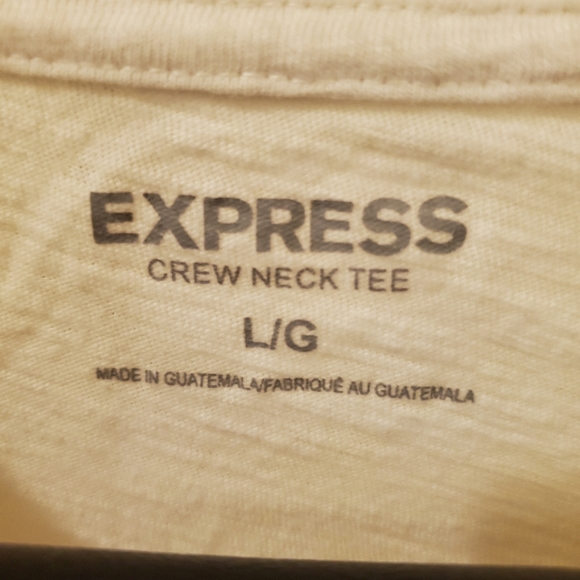 EXPRESS
CREW NECK TEE
L/G
MADE IN GUATEMALA/FABRIQUÉ AU GUATEMALA